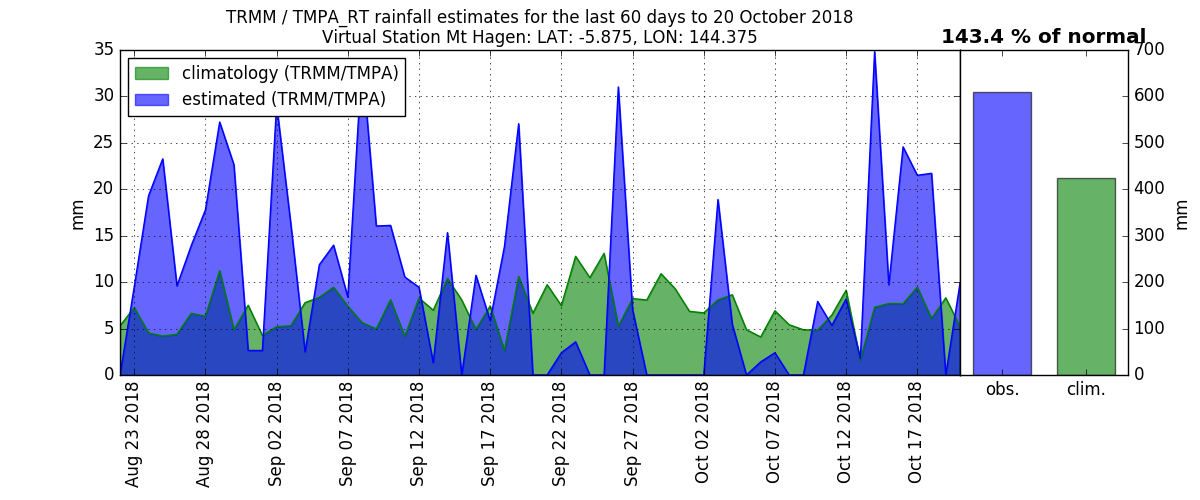 TRMM / TMPA_RT rainfall estimates for the last 60 days to 20 October 2018
Virtual Station Mt Hagen: LAT: -5.875, LON: 144.375
143.4 % of normal
climatology (TRMM/TMPA)
estimated (TRMM/TMPA)
35
30
25
20
15
10
5
0
mm
700
600
500
400
300
200
100
0
mm
Aug 23 2018
Aug 28 2018
Sep 02 2018
Sep 07 2018
Sep 12 2018
Sep 17 2018
Sep 22 2018
Sep 27 2018
Oct 02 2018
Oct 07 2018
Oct 12 2018
Oct 17 2018
obs.
clim.